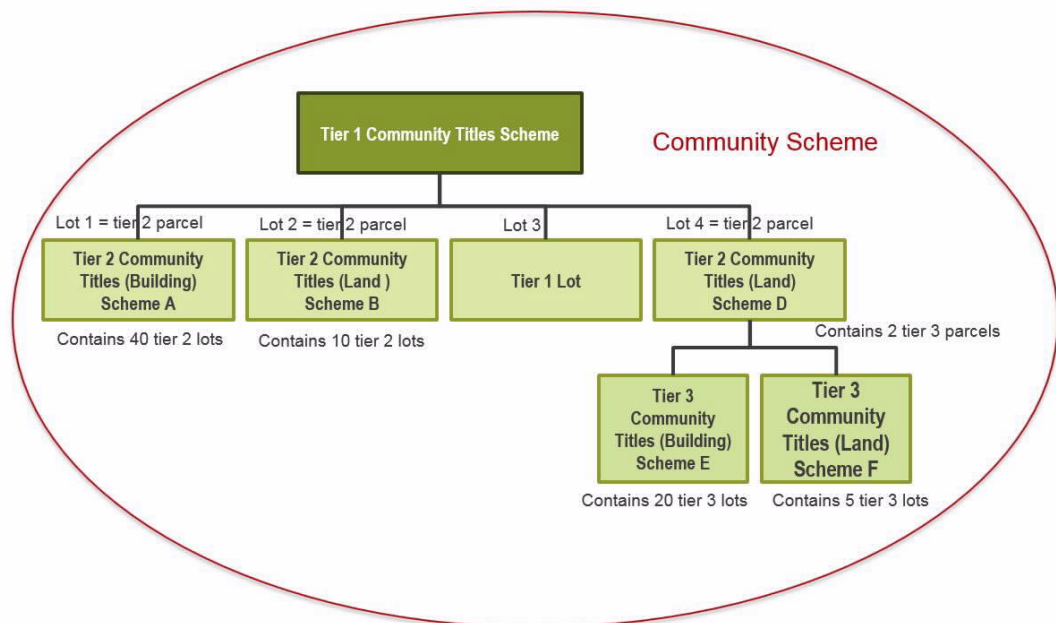 Tier 1 Community Titles Scheme
Community Scheme
Lot 1 = tier 2 parcel
Lot 2 = tier 2 parcel
Lot 3
Lot 4 = tier 2 parcel
Tier 2 Community
Titles (Building)
Scheme A
Tier 2 Community
Titles (Land )
Scheme B
Tier 1 Lot
Tier 2 Community
Titles (Land)
Scheme D
Contains 40 tier 2 lots
Contains 10 tier 2 lots
Contains 2 tier 3 parcels
Tier 3
Community
Titles (Building)
Scheme E
Tier 3
Community
Titles (Land)
Scheme F
Contains 20 tier 3 lots
Contains 5 tier 3 lots